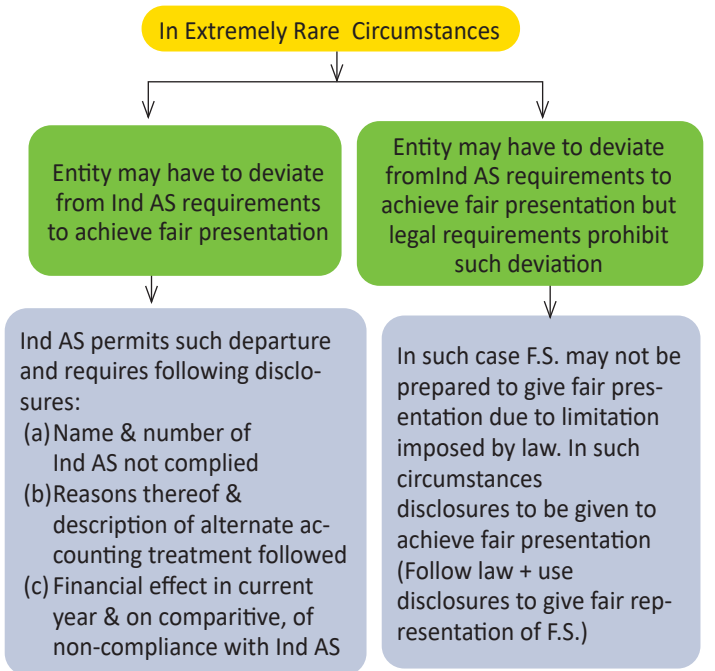 In Extremely Rare Circumstances
Entity may have to deviate
from Ind AS requirements
to achieve fair presentation
Entity may have to deviate
fromInd AS requirements to
achieve fair presentation but
legal requirements prohibit
such deviation
Ind AS permits such departure
and requires following disclo-
sures:
(a) Name & number of
Ind AS not complied
(b) Reasons thereof &
description of alternate ac-
counting treatment followed
(c) Financial effect in current
year & on comparitive, of
non-compliance with Ind AS
In such case F.S. may not be
prepared to give fair pres-
entation due to limitation
imposed by law. In such
circumstances
disclosures to be given to
achieve fair presentation
(Follow law + use
disclosures to give fair rep-
resentation of F.S.)